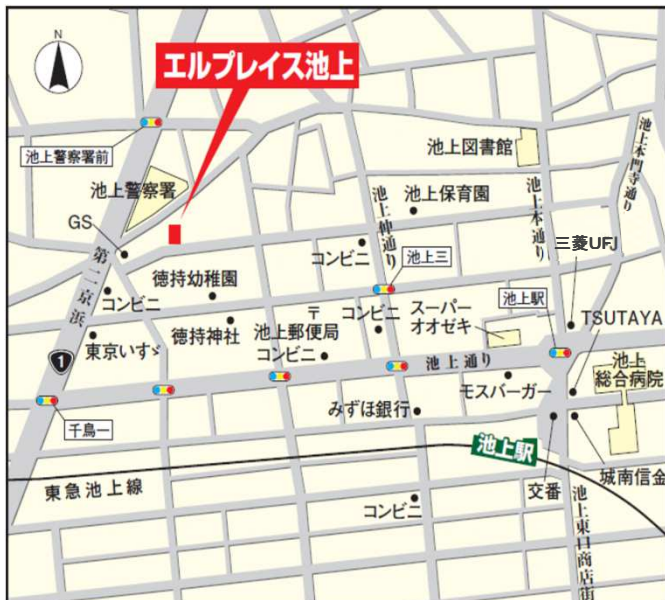 N
エルプレイス池上
池上警察署前
池上警察署
池上図書館
池上本門寺通り
池上保育園
池上仲通り
池上本通り
GS
コンビニ
三菱UFJ
第二京浜
徳持幼稚園
池上三
コンビニ
〒
コンビニ
スーパー
オオゼキ
池上駅
TSUTAYA
徳持神社
池上郵便局
東京いすゞ
コンビニ
池上通り
池上
総合病院
1
モスバーガー
千鳥一
みずほ銀行
池上駅
東急池上線
コンビニ
交番
城南信金
池上東口商店街